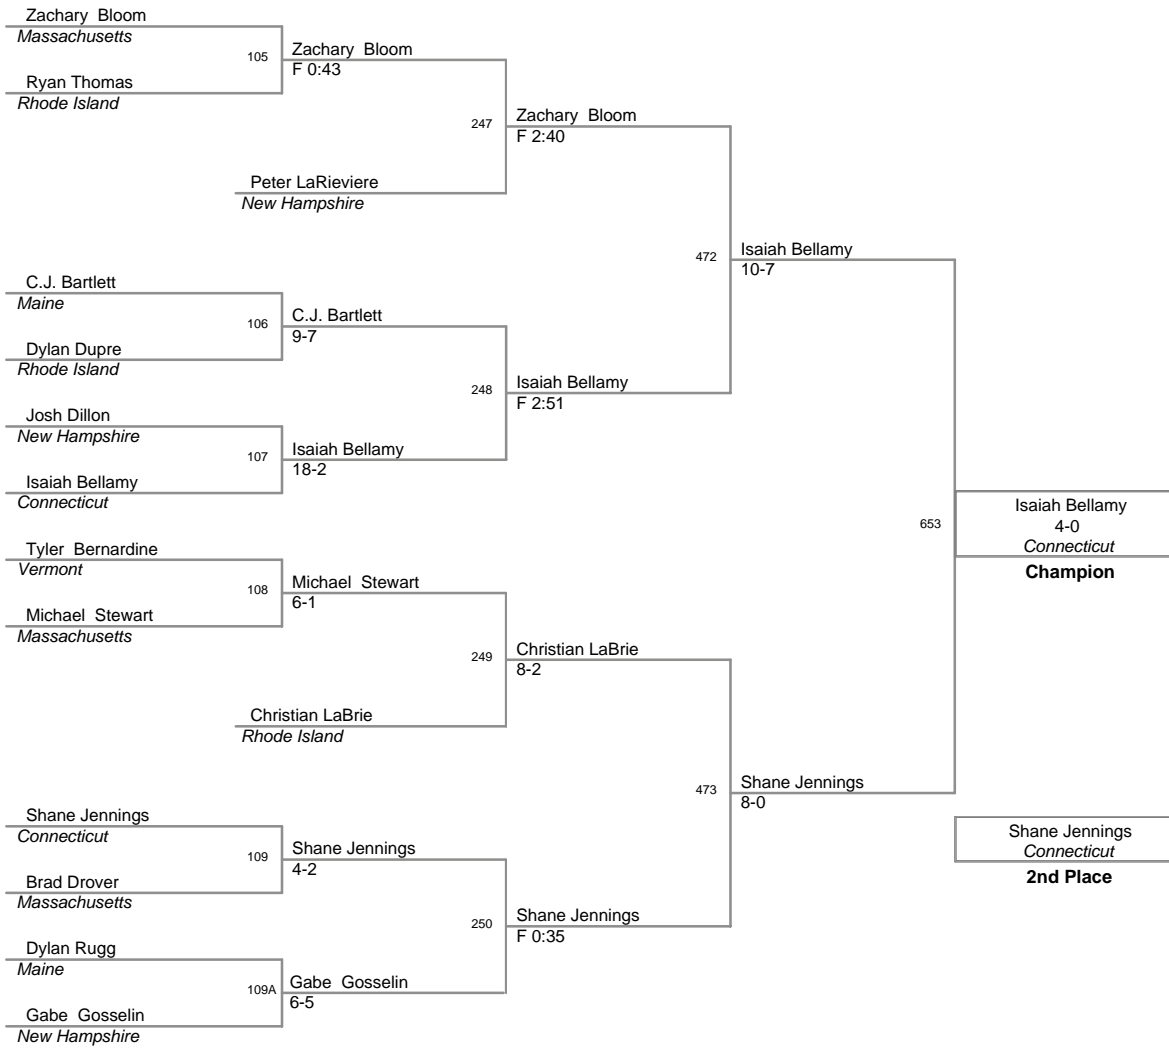 Zachary  Bloom
Massachusetts
105
Zachary  Bloom
F 0:43
Ryan Thomas
Rhode Island
247
Zachary  Bloom
F 2:40
Peter LaRieviere
New Hampshire
472
Isaiah Bellamy
10-7
C.J. Bartlett
Maine
106
C.J. Bartlett
9-7
Dylan Dupre
Rhode Island
248
Isaiah Bellamy
F 2:51
Josh Dillon
New Hampshire
107
Isaiah Bellamy
18-2
Isaiah Bellamy
Connecticut
653
Isaiah Bellamy
4-0
Connecticut
Champion
Tyler  Bernardine
Vermont
108
Michael  Stewart
6-1
Michael  Stewart
Massachusetts
249
Christian LaBrie
8-2
Christian LaBrie
Rhode Island
473
Shane Jennings
8-0
Shane Jennings
Connecticut
109
Shane Jennings
4-2
Brad Drover
Massachusetts
250
Shane Jennings
F 0:35
Dylan Rugg
Maine
109A
Gabe  Gosselin
6-5
Gabe  Gosselin
New Hampshire
Shane Jennings
Connecticut
2nd Place